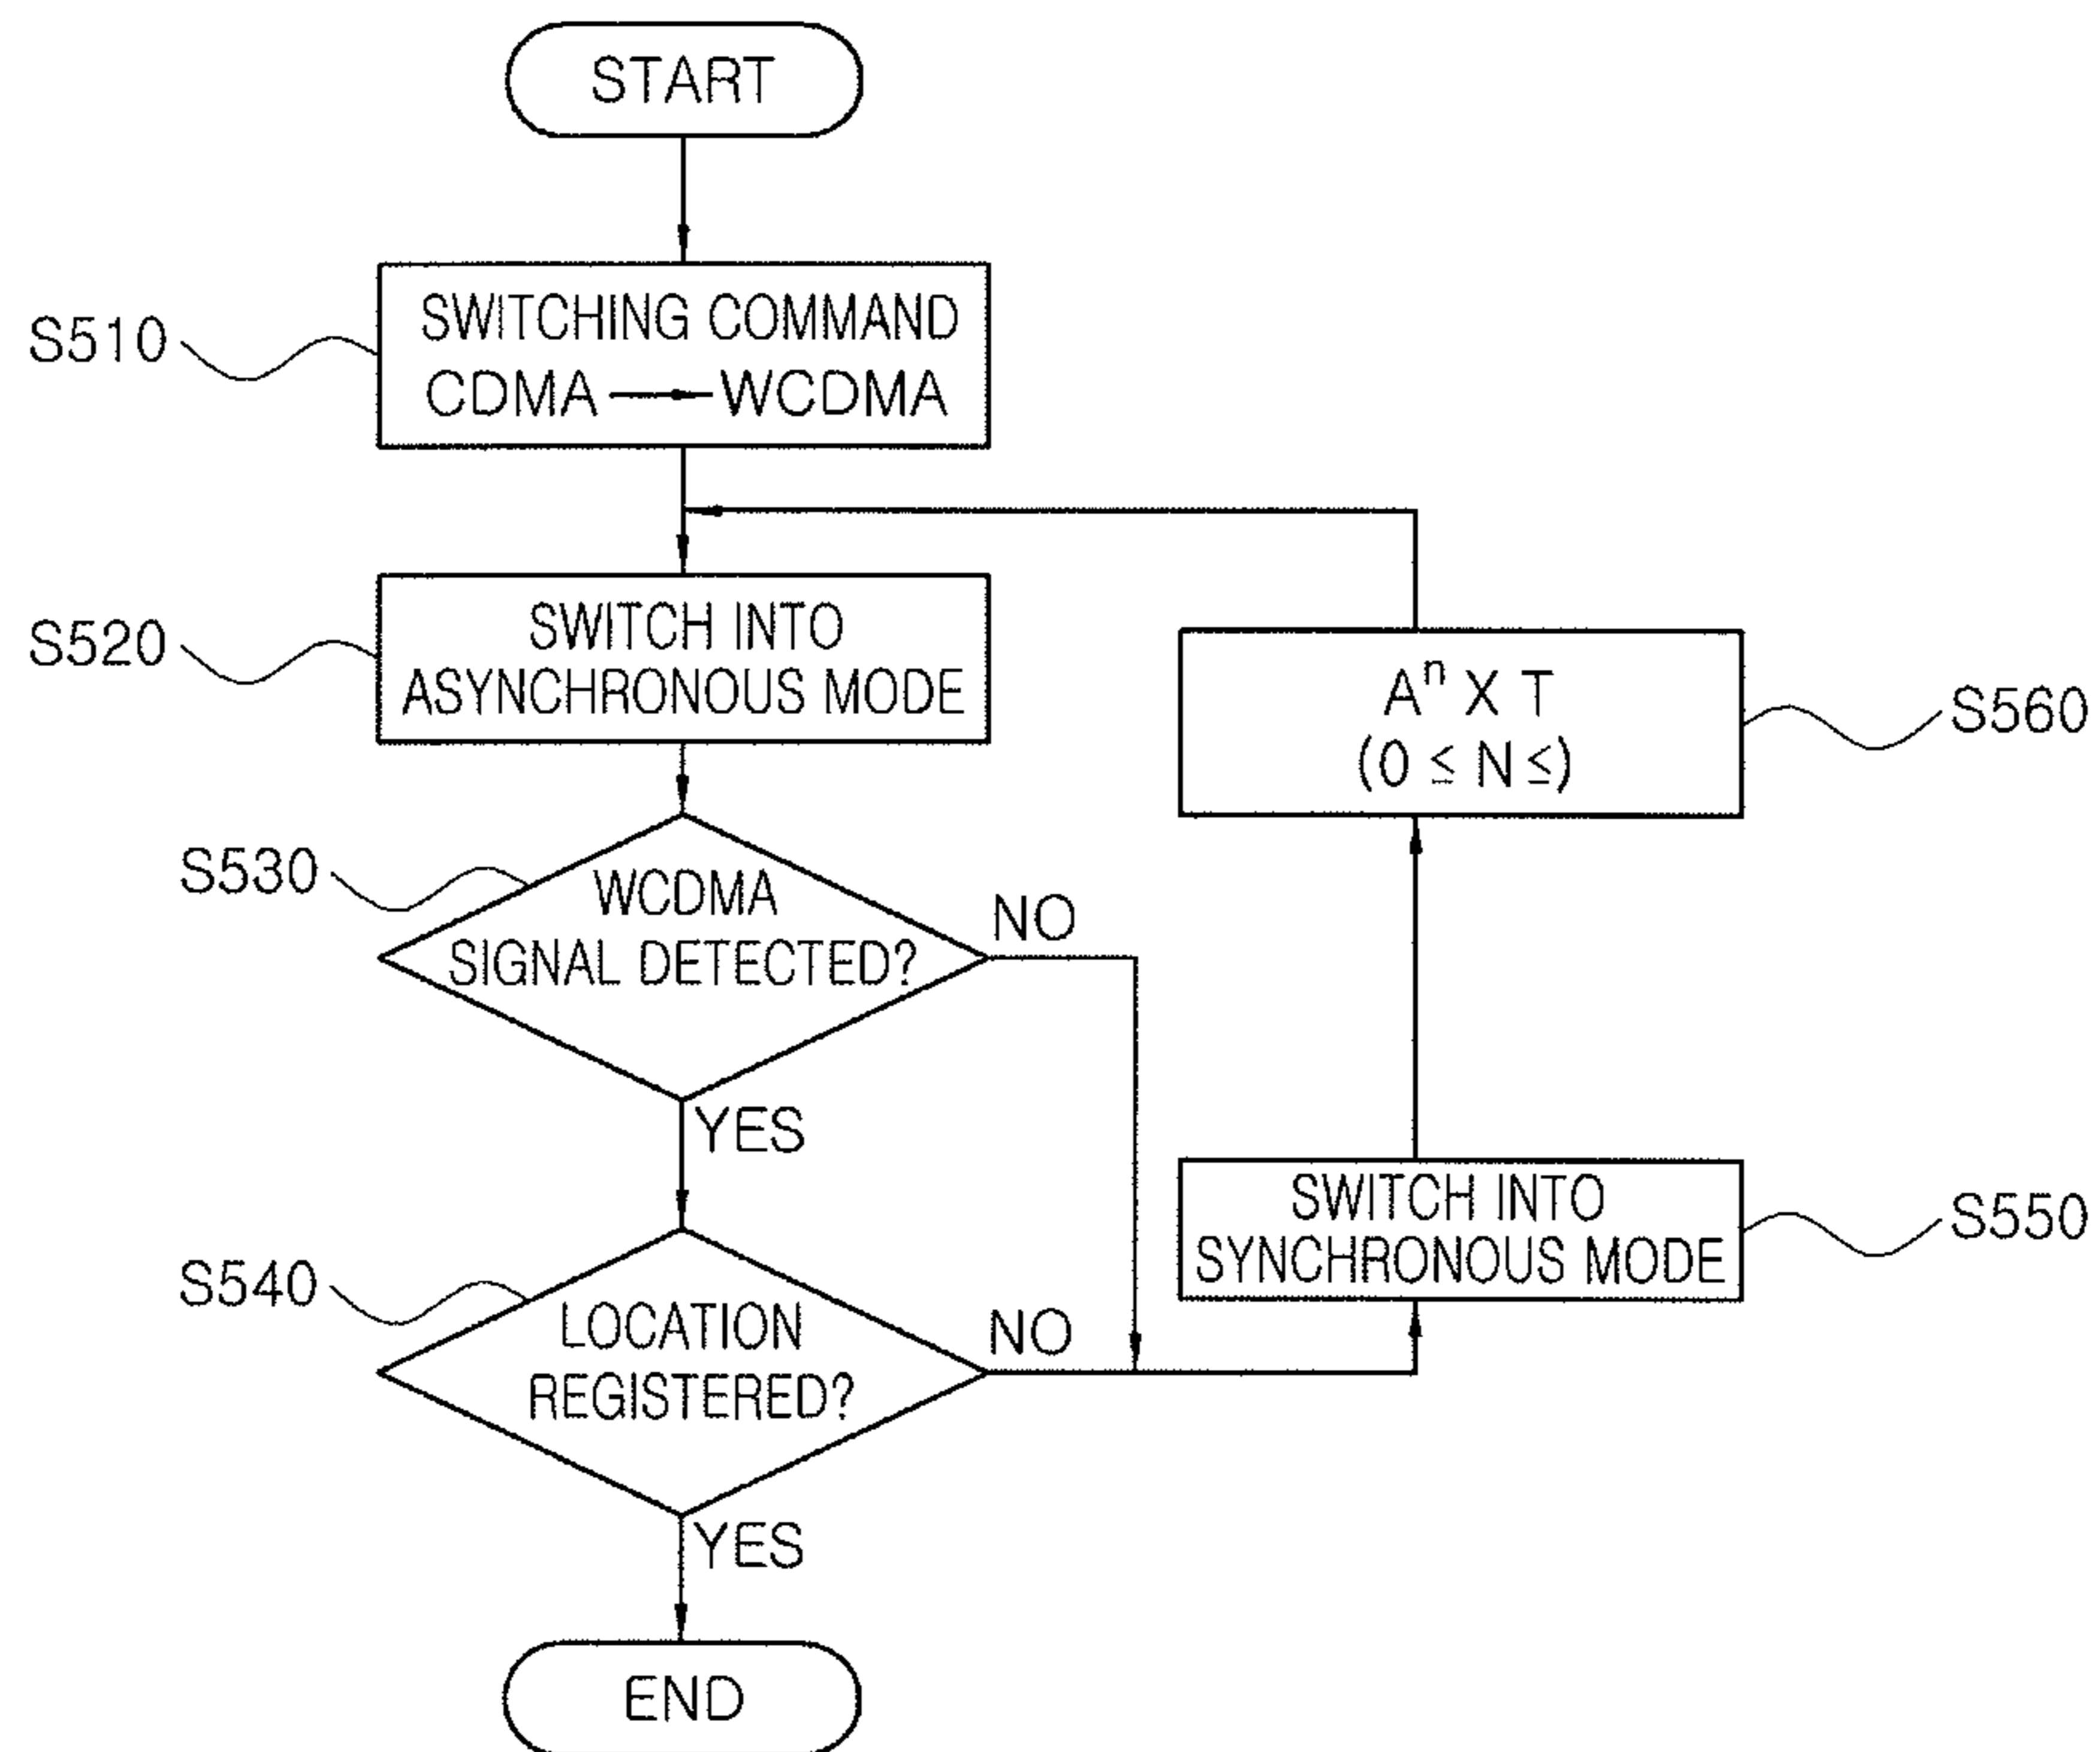 START
S510
SWITCHING COMMAND
CDMA → WCDMA
S520
SWITCH INTO
ASYNCHRONOUS MODE
Aⁿ X T
(0 ≤ N ≤)
S560
S530
WCDMA
SIGNAL DETECTED?
NO
YES
SWITCH INTO
SYNCHRONOUS MODE
S550
S540
LOCATION
REGISTERED?
NO
YES
END